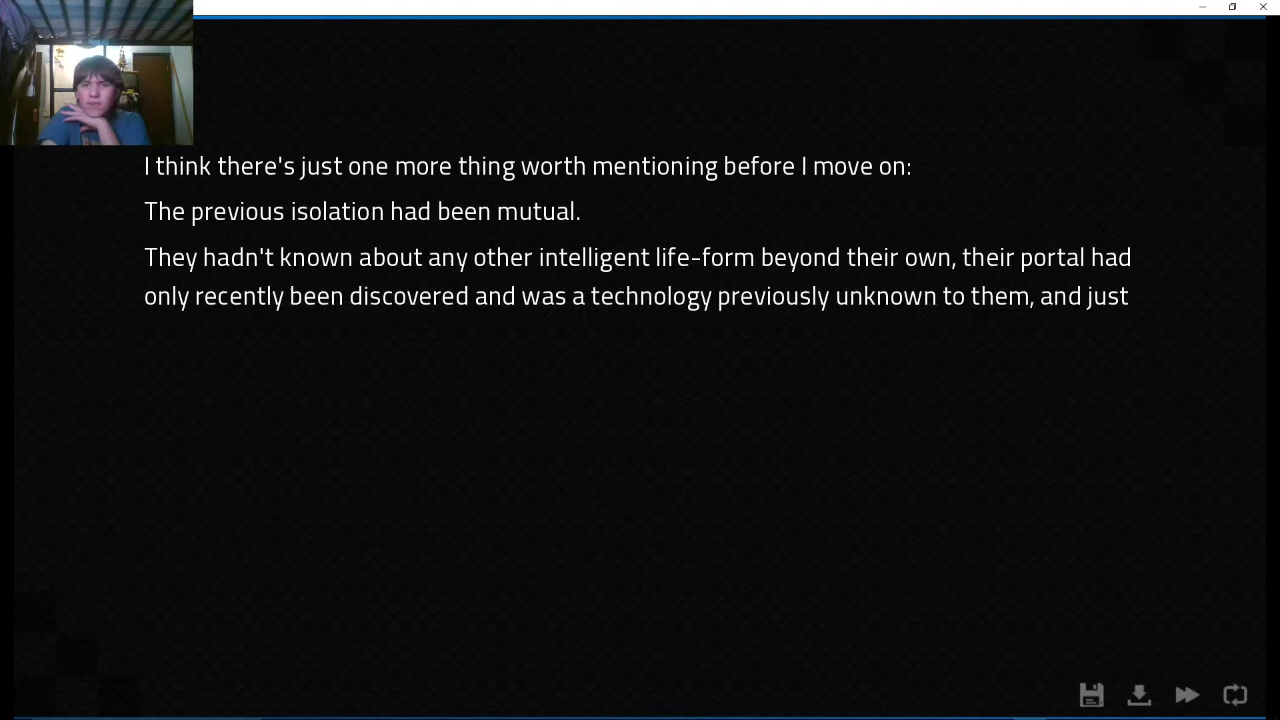 I think there's just one more thing worth mentioning before I move on:
The previous isolation had been mutual.
They hadn't known about any other intelligent life-form beyond their own, their portal had
only recently been discovered and was a technology previously unknown to them, and just